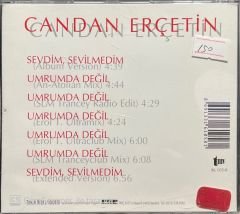 CANDAN ERÇETİN
150
SEVDİM, SEVİLMEDİM
(Album Version) 4:39
UMRUMDA DEĞİL
(An-Atolian Mix) 4:44
UMRUMDA DEĞİL
(SLM Trancey Radio Edit) 4:29
UMRUMDA DEĞİL
(Erol T. Ultramix) 4:24
UMRUMDA DEĞİL
(Erol T. Ultraclub Mix) 6:00
UMRUMDA DEĞİL
(SLM Tranceyclub Mix) 6:08
SEVDİM, SEVİLMEDİM...
(Extended Version) 6:56